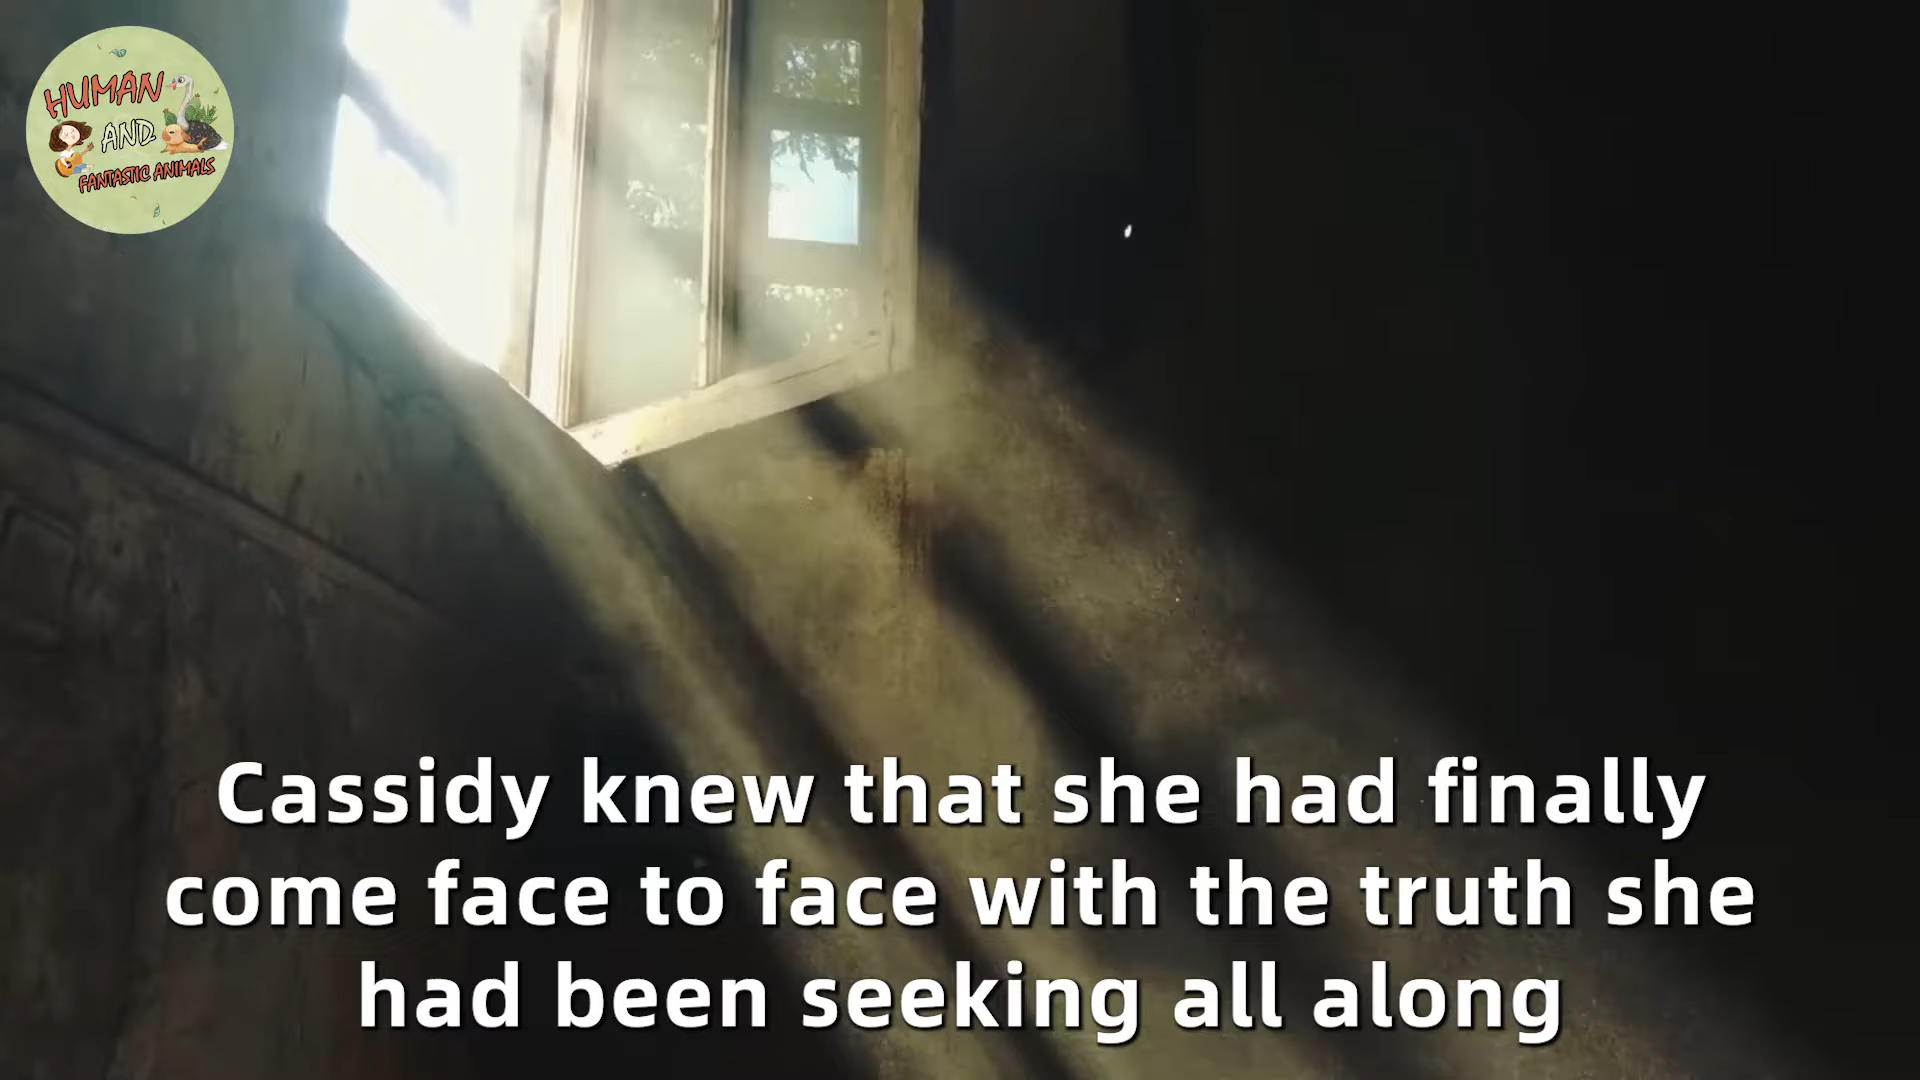 HUMAN
AND
FANTASTIC ANIMALS
Cassidy knew that she had finally
come face to face with the truth she
had been seeking all along